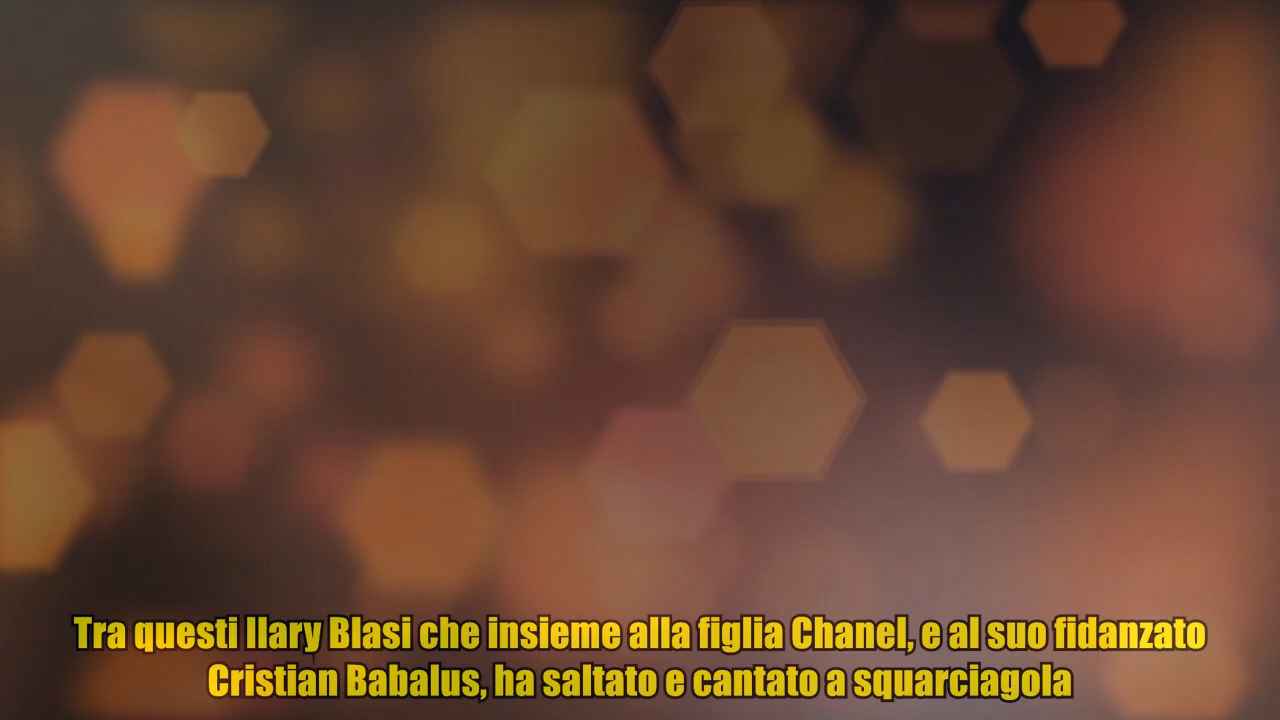 Tra questi Ilary Blasi che insieme alla figlia Chanel, e al suo fidanzato
Cristian Babalus, ha saltato e cantato a squarciagola